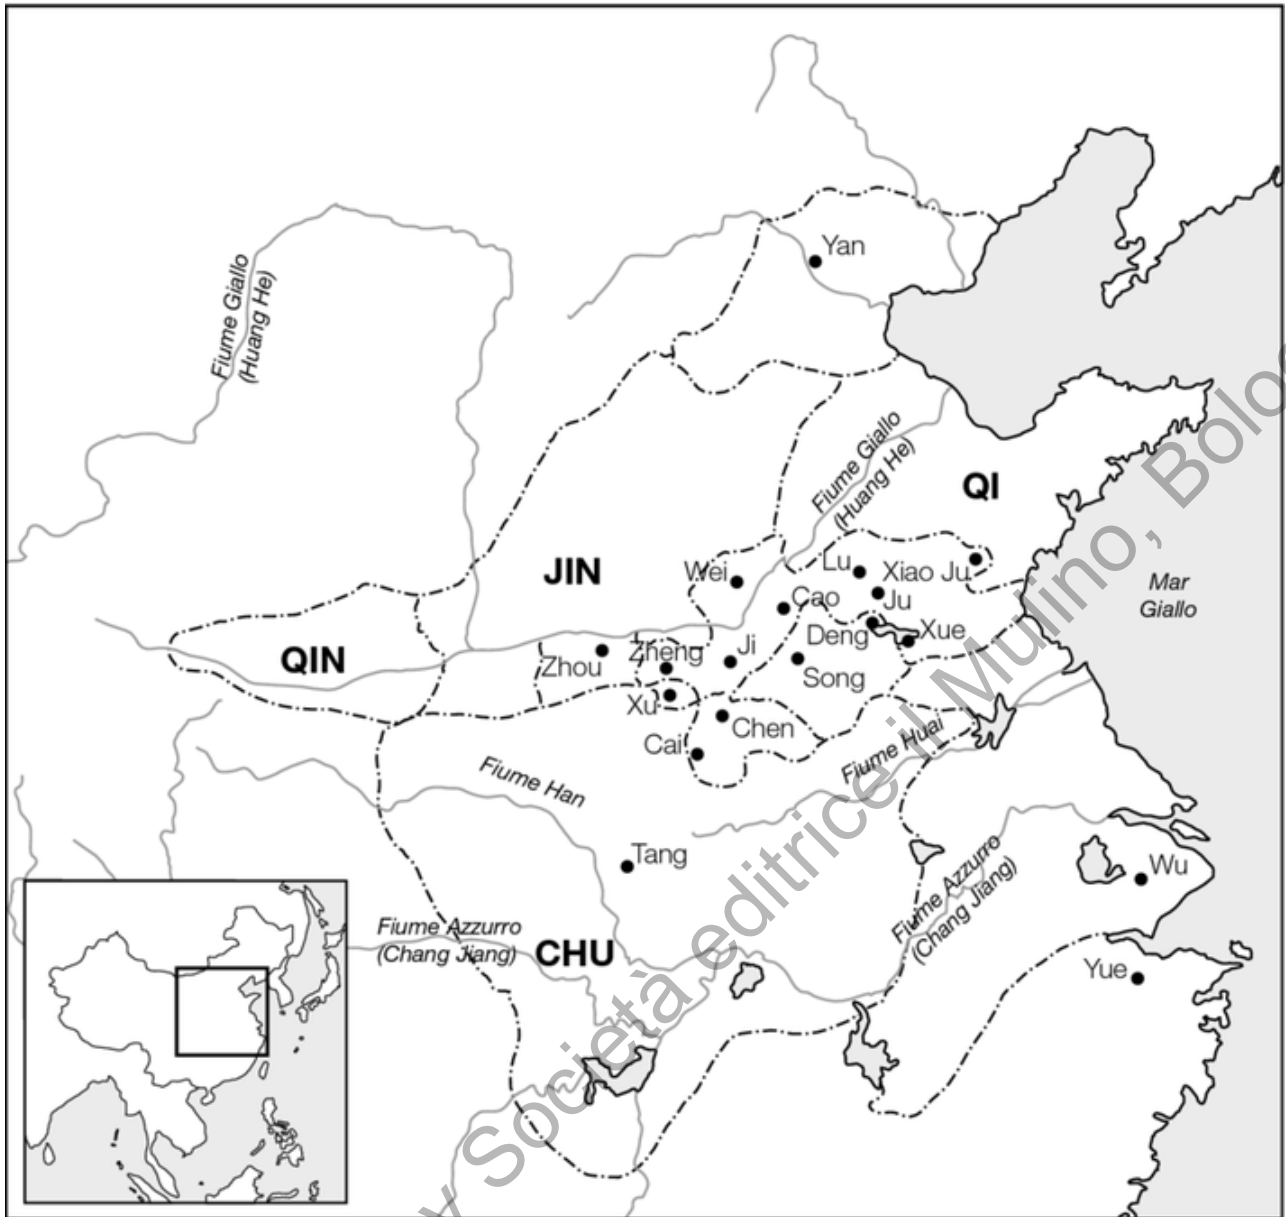 Yan
Fiume Giallo
(Huang He)
Fiume Giallo
(Huang He)
QI
JIN
Wei
Lu
Xiao Ju
Mar
Giallo
Cao
Ju
QIN
Zhou
Zheng
Ji
Deng
Xue
Song
Xu
Chen
Cai
Fiume Huai
Fiume Han
Tang
Wu
Fiume Azzurro
(Chang Jiang)
CHU
Fiume Azzurro
(Chang Jiang)
Yue
y Società editrice il Mulino, Bolo